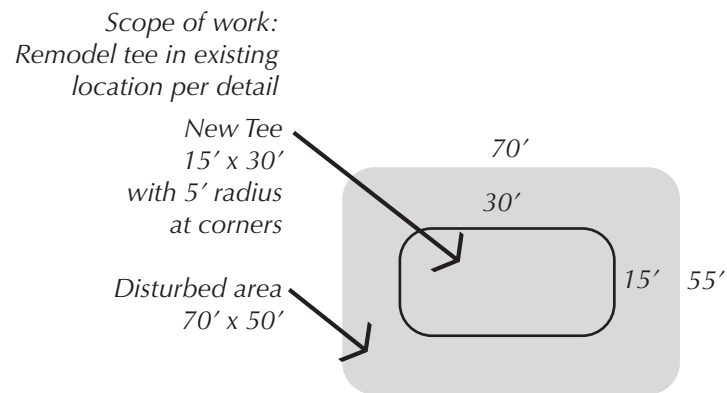 Scope of work:
Remodel tee in existing
location per detail
New Tee
15′ x 30′
with 5′ radius
at corners
Disturbed area
70′ x 50′
70′
30′
15′
55′